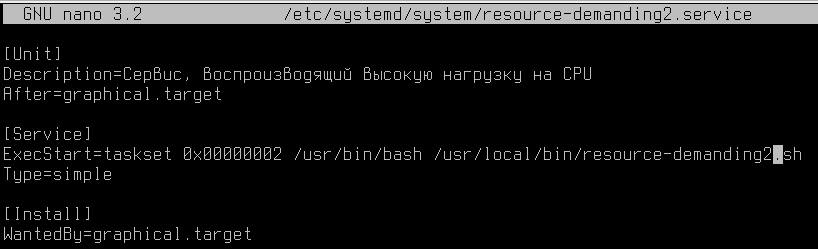 GNU nano 3.2 /etc/systemd/system/resource-demanding2.service
[Unit]
Description=Сервис, воспроизводящий высокую нагрузку на CPU
After=graphical.target
[Service]
ExecStart=taskset 0x00000002 /usr/bin/bash /usr/local/bin/resource-demanding2.sh
Type=simple
[Install]
WantedBy=graphical.target